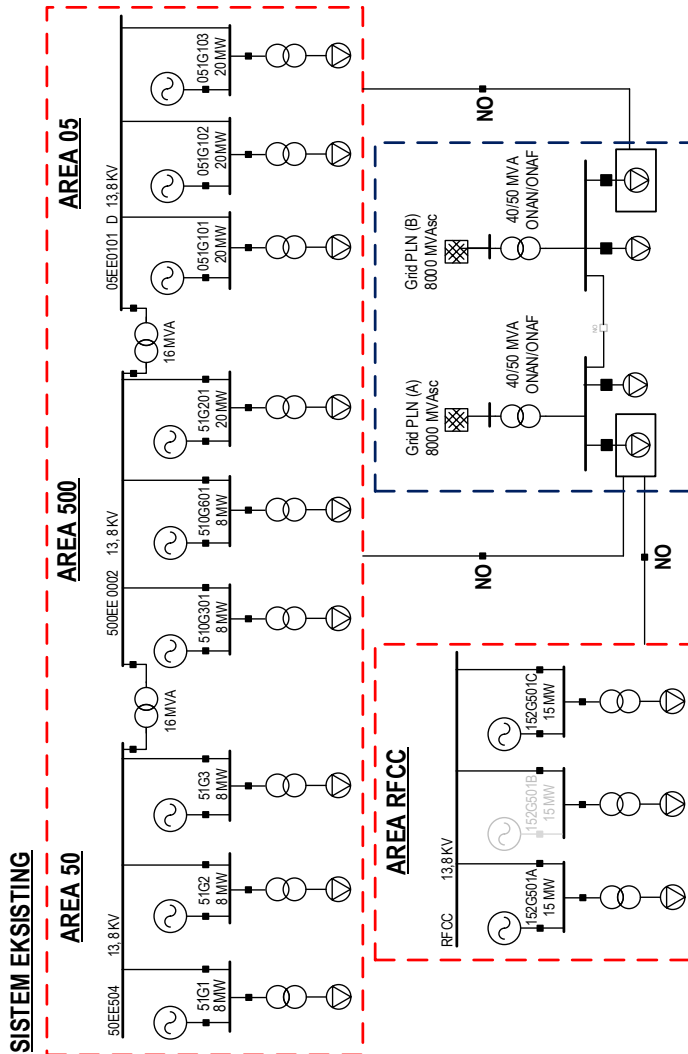 SISTEM EKSISTING
AREA 50
AREA 500
AREA 05
50EE504
13,8 KV
500EE 0002
13, 8 KV
05EE0101 D
13,8 KV
16 MVA
16 MVA
51G1
8 MW
51G2
8 MW
51G3
8 MW
510G301
8 MW
510G601
8 MW
51G201
20 MW
051G101
20 MW
051G102
20 MW
051G103
20 MW
NO
NO
NO
AREA RFCC
RFCC
13,8 KV
152G501A
15 MW
152G501B
15 MW
152G501C
15 MW
Grid PLN (A)
8000 MVAsc
40/50 MVA
ONAN/ONAF
NO
Grid PLN (B)
8000 MVAsc
40/50 MVA
ONAN/ONAF